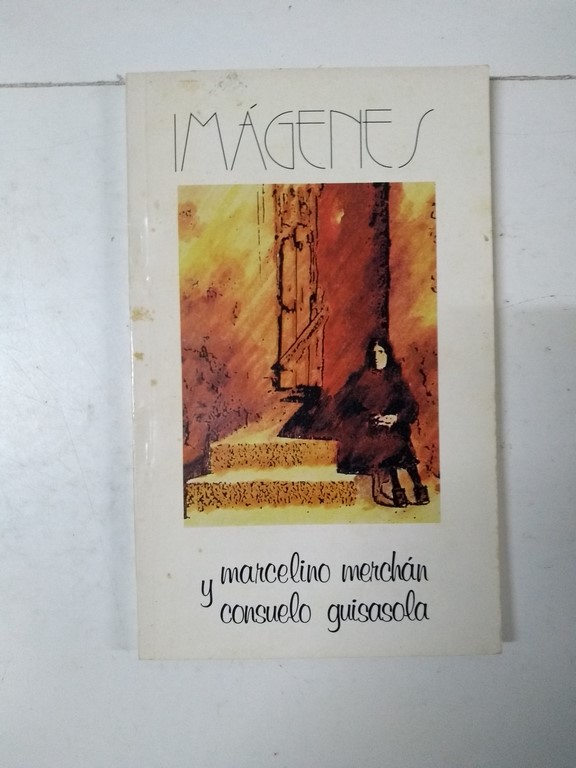 IMÁGENES
marcelino merchán
y consuelo guisasola